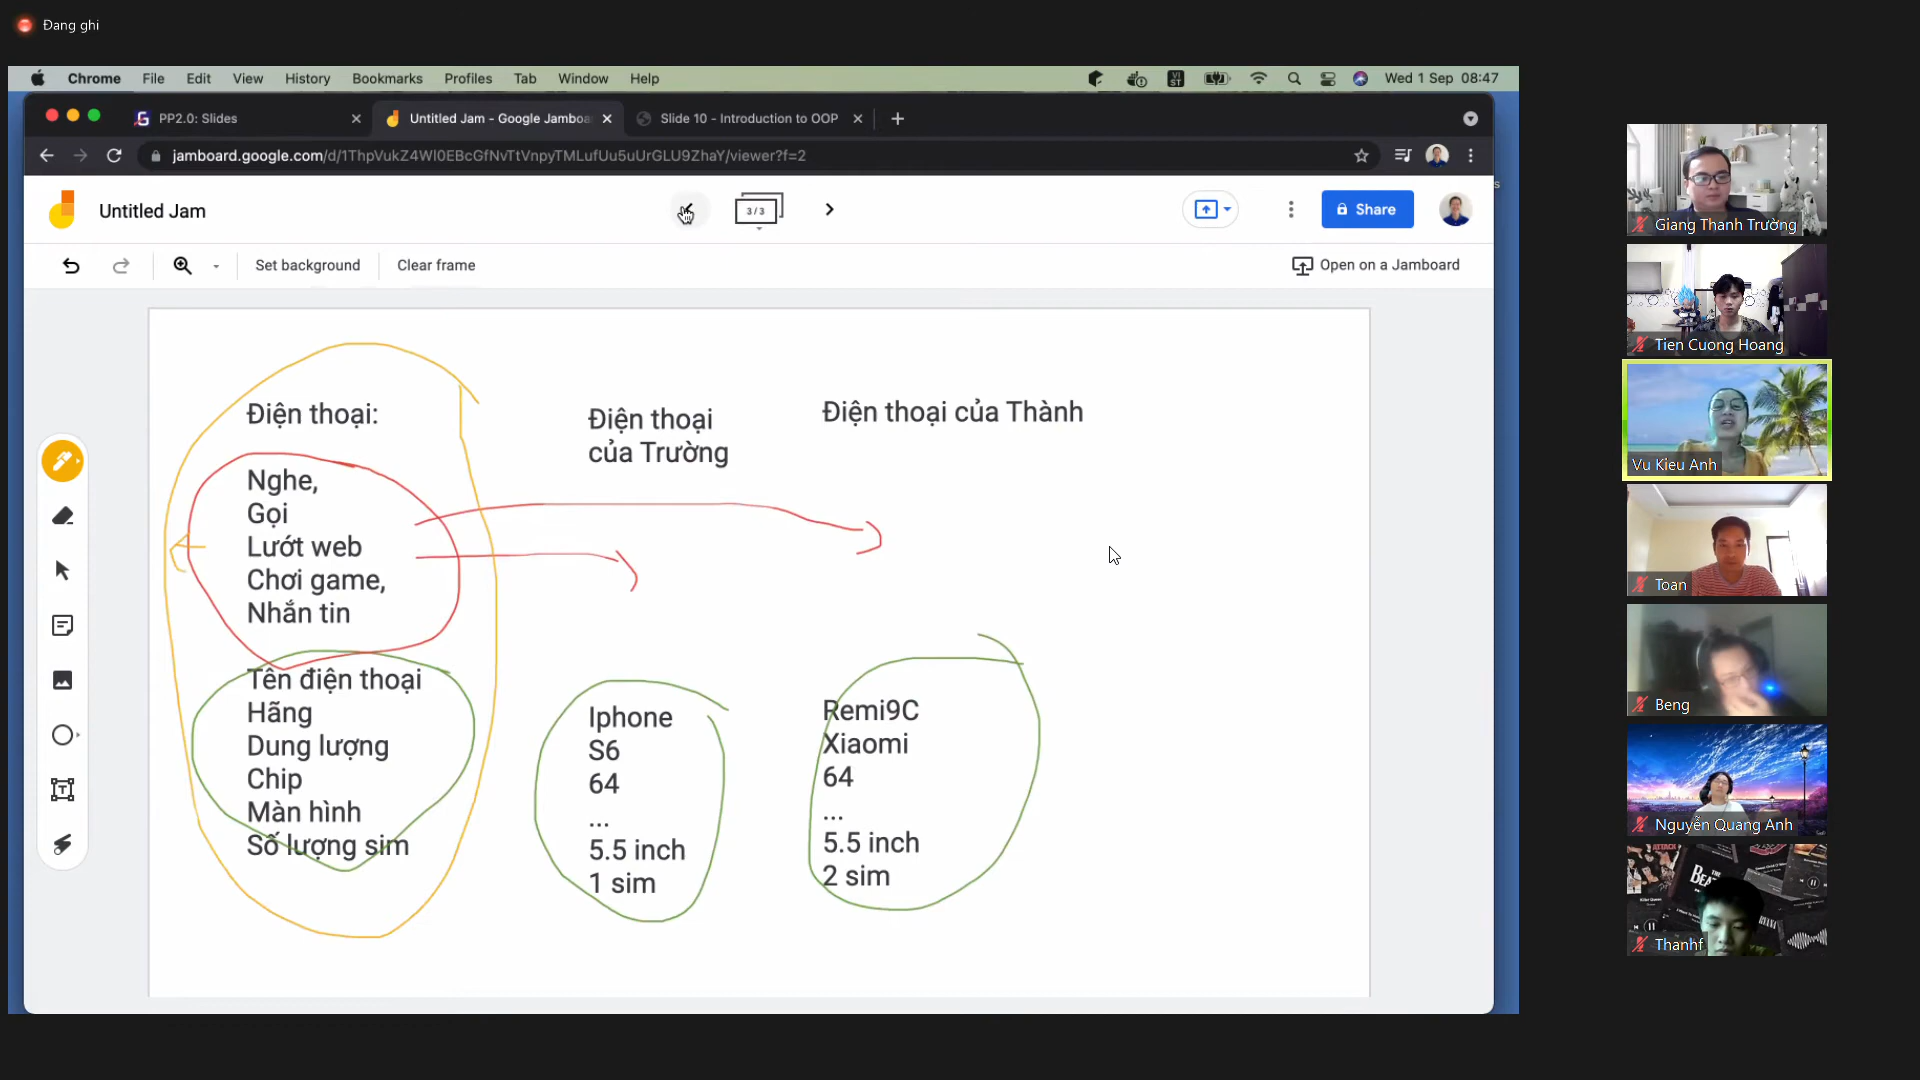 Đang ghi
Chrome File Edit View History Bookmarks Profiles Tab Window Help
VI
ST
Wed 1 Sep 08:47
PP2.0: Slides
Untitled Jam - Google Jamboa
Slide 10 - Introduction to OOP
jamboard.google.com/d/1ThpVukZ4Wl0EBcGfNvTtVnpyTMLufUu5uUrGLU9ZhaY/viewer?f=2
Untitled Jam
3/3
Share
Set background
Clear frame
Open on a Jamboard
Điện thoại:
Nghe,
Gọi
Lướt web
Chơi game,
Nhắn tin
Tên điện thoại
Hãng
Dung lượng
Chip
Màn hình
Số lượng sim
Điện thoại
của Trường
Iphone
S6
64
...
5.5 inch
1 sim
Điện thoại của Thành
Remi9C
Xiaomi
64
...
5.5 inch
2 sim
Giang Thanh Trường
Tien Cuong Hoang
Vu Kieu Anh
Toan
Beng
Nguyễn Quang Anh
Thanhf